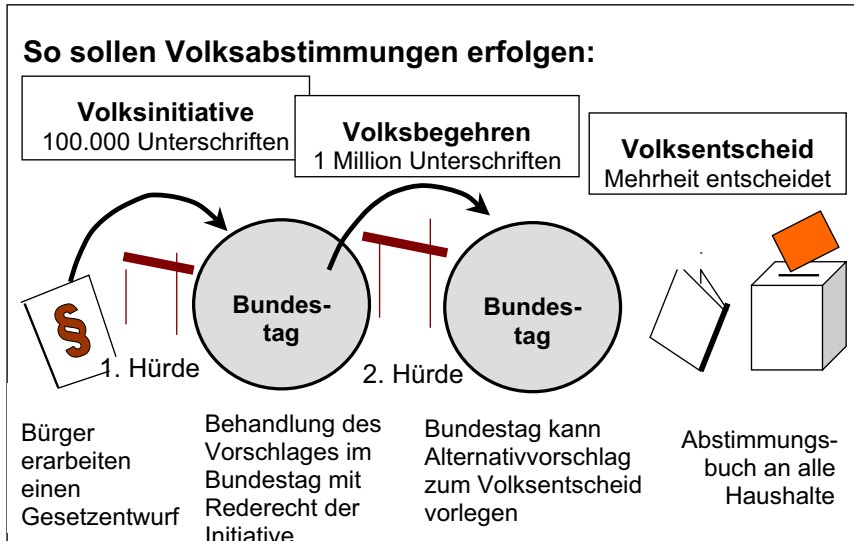 So sollen Volksabstimmungen erfolgen:
Volksinitiative
100.000 Unterschriften
Volksbegehren
1 Million Unterschriften
Volksentscheid
Mehrheit entscheidet
§
Bundes-
tag
Bundes-
tag
1. Hürde
2. Hürde
Bürger
erarbeiten
einen
Gesetzentwurf
Behandlung des
Vorschlages im
Bundestag mit
Rederecht der
Initiative
Bundestag kann
Alternativvorschlag
zum Volksentscheid
vorlegen
Abstimmungs-
buch an alle
Haushalte